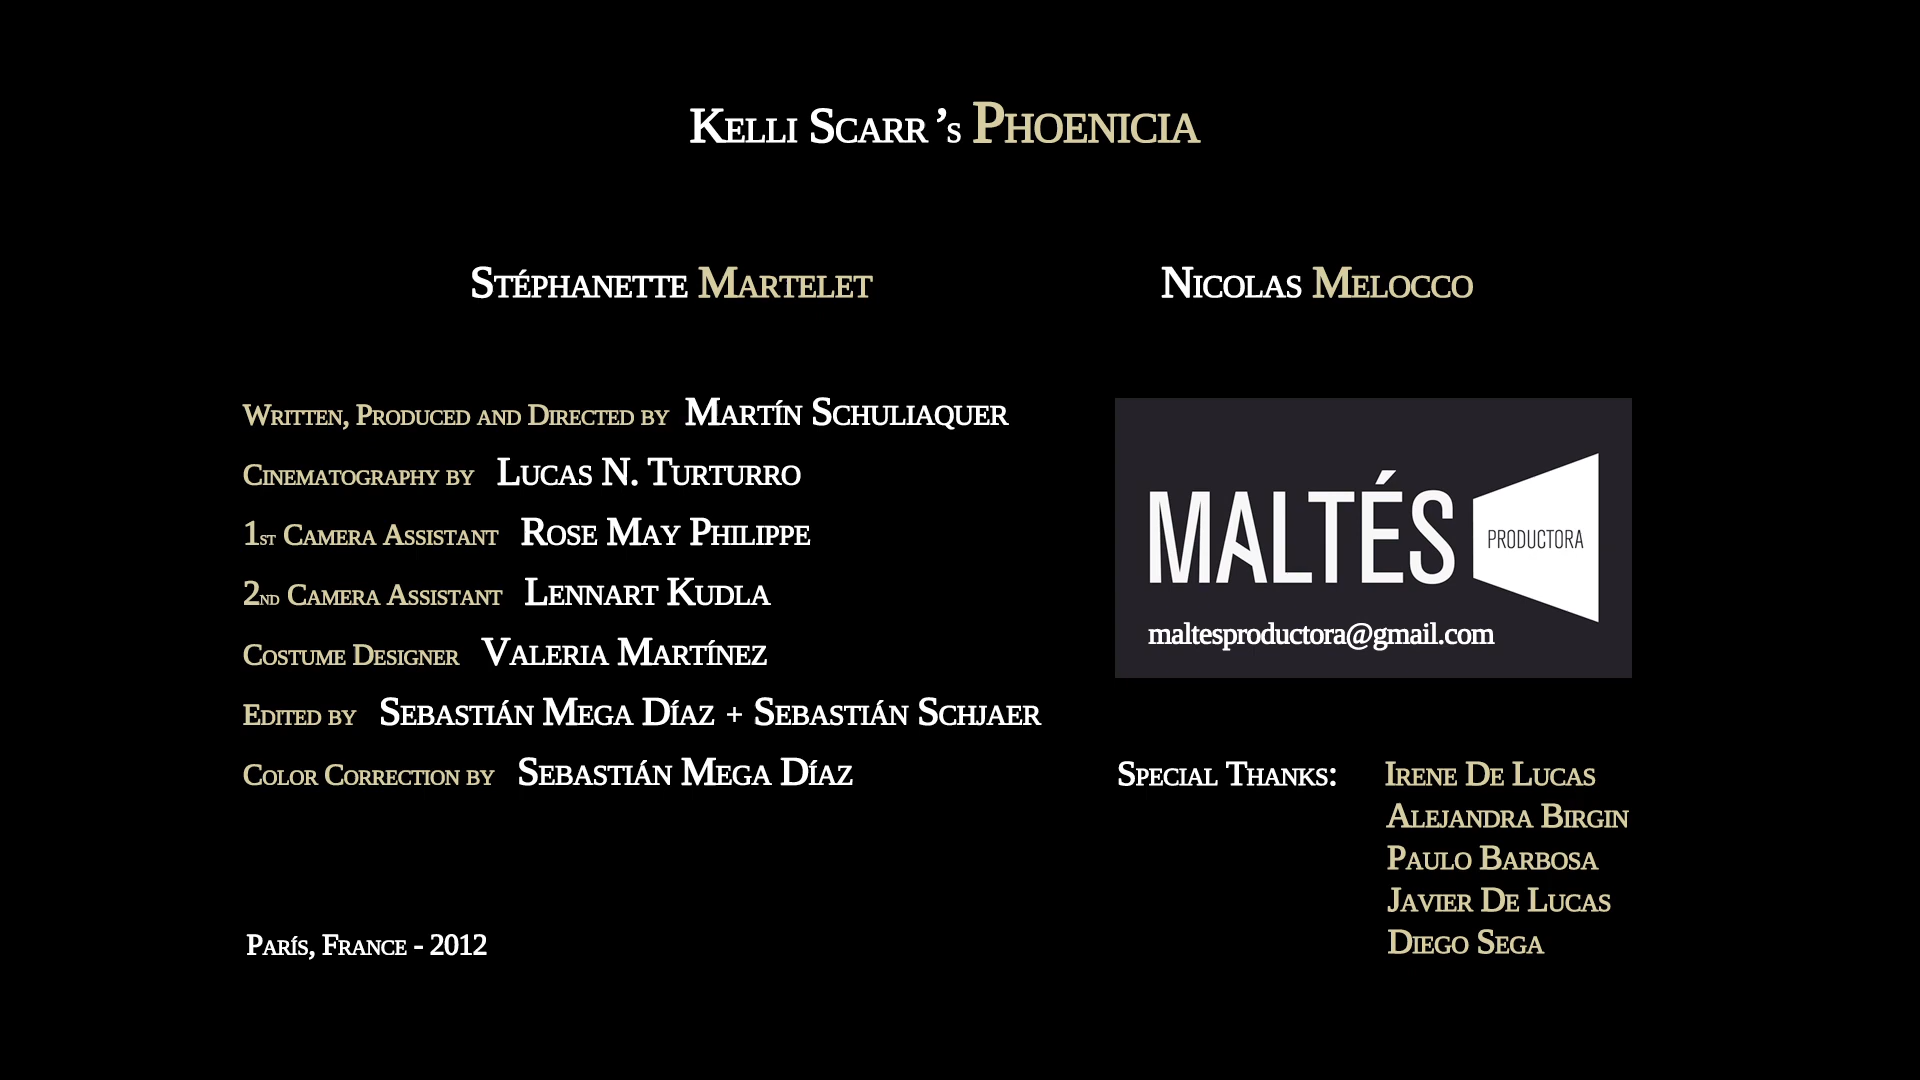 Kelli Scarr 's Phoenicia
Stéphanette Martelet
Nicolas Melocco
Written, Produced and Directed by Martín Schuliaquer
Cinematography by Lucas N. Turturro
1st Camera Assistant Rose May Philippe
2nd Camera Assistant Lennart Kudla
Costume Designer Valeria Martínez
Edited by Sebastián Mega Díaz + Sebastián Schjaer
Color Correction by Sebastián Mega Díaz
París, France - 2012
MALTÉS
PRODUCTORA
maltesproductora@gmail.com
Special Thanks: Irene De Lucas
Alejandra Birgin
Paulo Barbosa
Javier De Lucas
Diego Sega